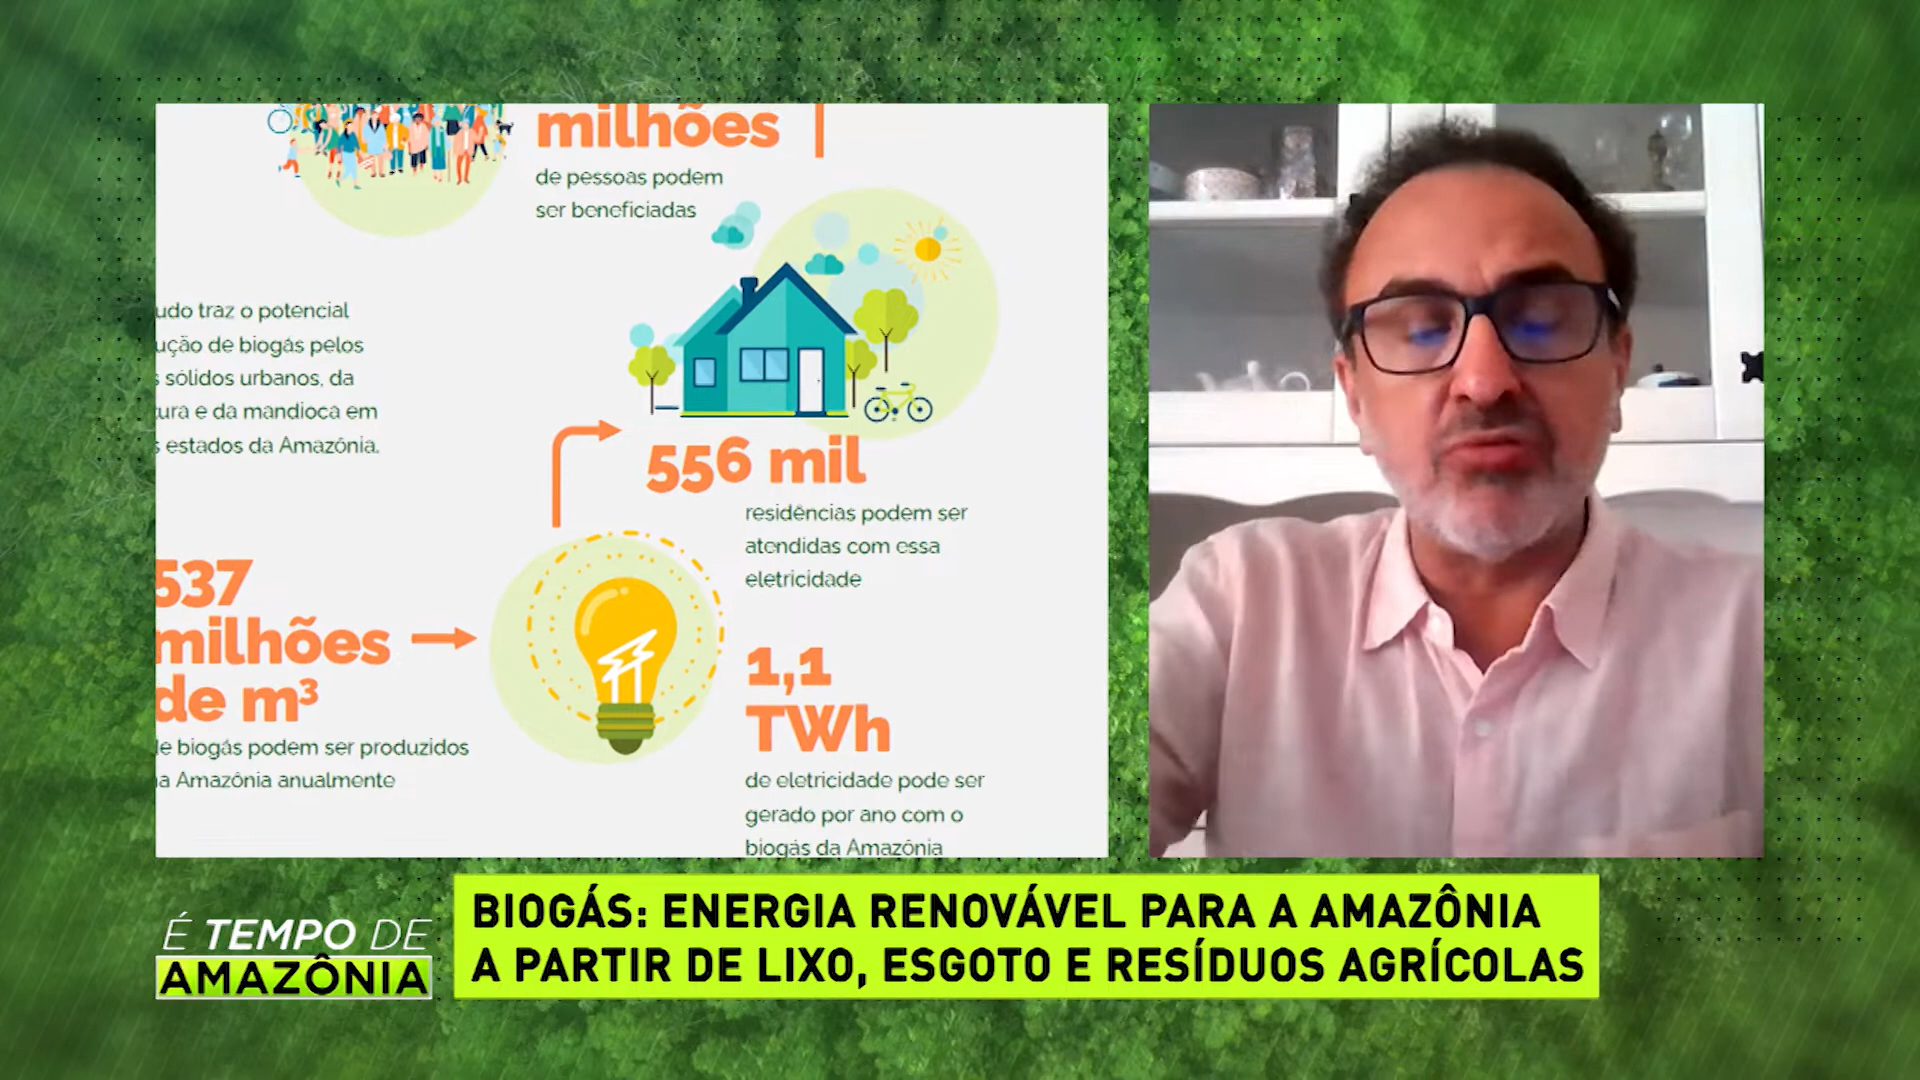 milhões
de pessoas podem
ser beneficiadas
udo traz o potencial
ução de biogás pelos
s sólidos urbanos, da
tura e da mandioca em
s estados da Amazônia.
556 mil
residências podem ser
atendidas com essa
eletricidade
537
milhões
de m³
de biogás podem ser produzidos
na Amazônia anualmente
1,1
TWh
de eletricidade pode ser
gerado por ano com o
biogás da Amazônia
É TEMPO DE
AMAZÔNIA
BIOGÁS: ENERGIA RENOVÁVEL PARA A AMAZÔNIA
A PARTIR DE LIXO, ESGOTO E RESÍDUOS AGRÍCOLAS